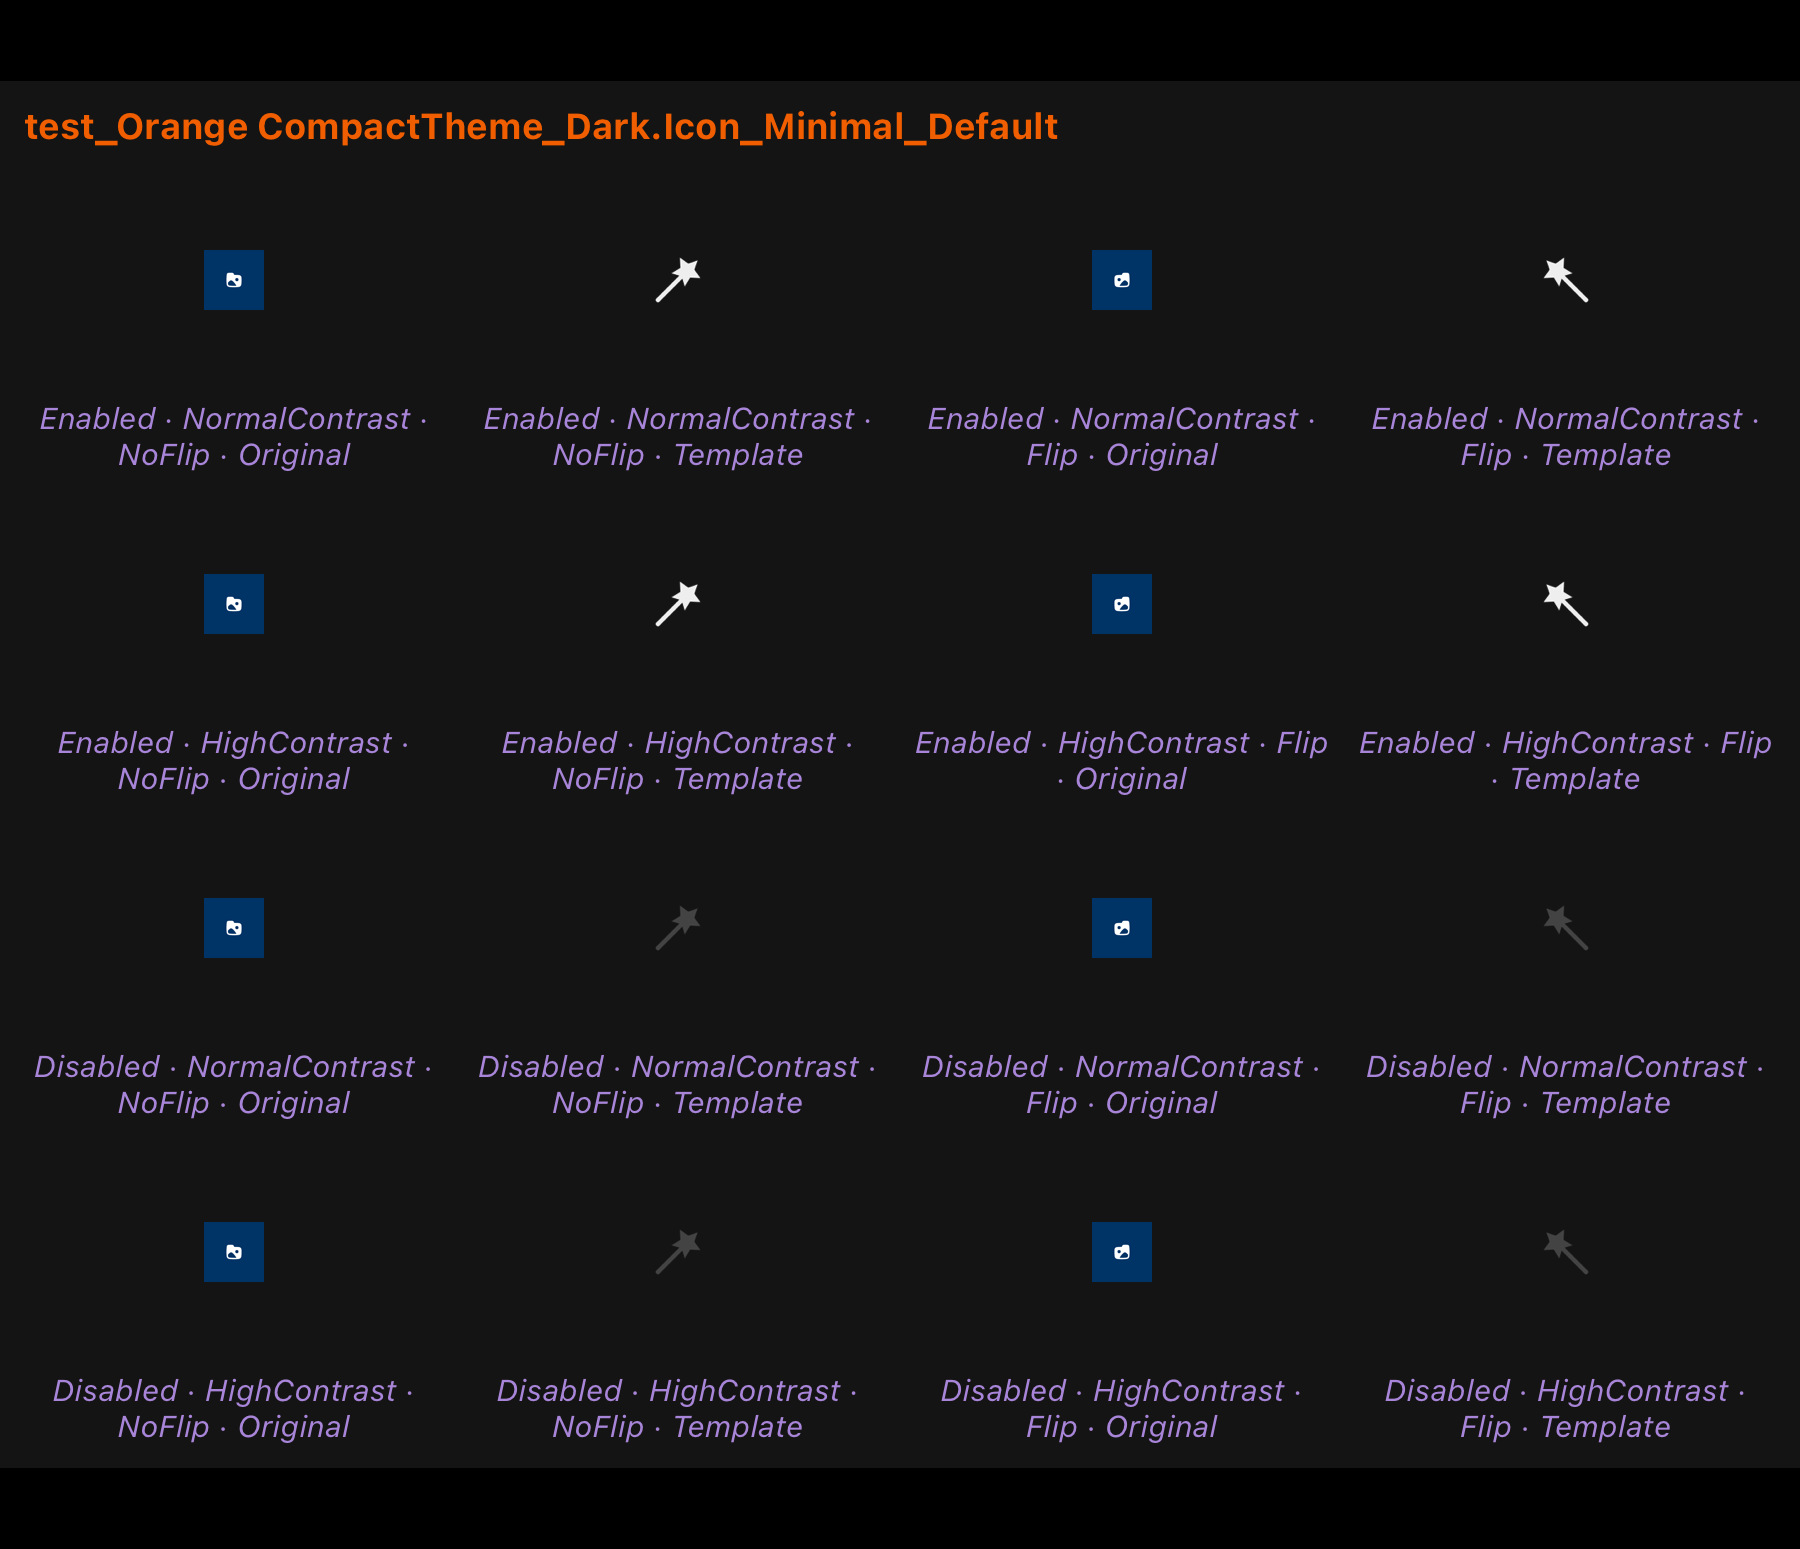 test_Orange CompactTheme_Dark.Icon_Minimal_Default
Enabled · NormalContrast ·
NoFlip · Original
Enabled · NormalContrast ·
NoFlip · Template
Enabled · NormalContrast ·
Flip · Original
Enabled · NormalContrast ·
Flip · Template
Enabled · HighContrast ·
NoFlip · Original
Enabled · HighContrast ·
NoFlip · Template
Enabled · HighContrast · Flip
· Original
Enabled · HighContrast · Flip
· Template
Disabled · NormalContrast ·
NoFlip · Original
Disabled · NormalContrast ·
NoFlip · Template
Disabled · NormalContrast ·
Flip · Original
Disabled · NormalContrast ·
Flip · Template
Disabled · HighContrast ·
NoFlip · Original
Disabled · HighContrast ·
NoFlip · Template
Disabled · HighContrast ·
Flip · Original
Disabled · HighContrast ·
Flip · Template